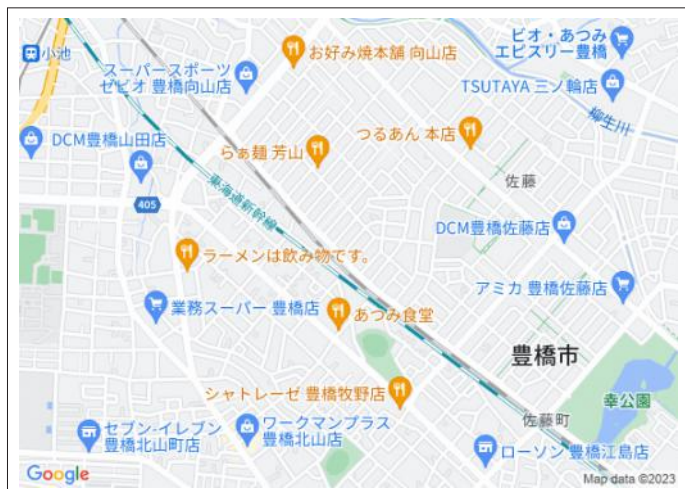 小池
お好み焼本舗 向山店
ビオ・あつみ
エピスリー豊橋
スーパースポーツ
ゼビオ 豊橋向山店
TSUTAYA 三ノ輪店
柳生川
DCM豊橋山田店
らぁ麺 芳山
つるあん 本店
佐藤
405
東海道新幹線
DCM豊橋佐藤店
ラーメンは飲み物です。
業務スーパー 豊橋店
アミカ 豊橋佐藤店
あつみ食堂
豊橋市
シャトレーゼ 豊橋牧野店
幸公園
佐藤町
セブン-イレブン
豊橋北山町店
ワークマンプラス
豊橋北山店
ローソン 豊橋江島店
Google
Map data ©2023